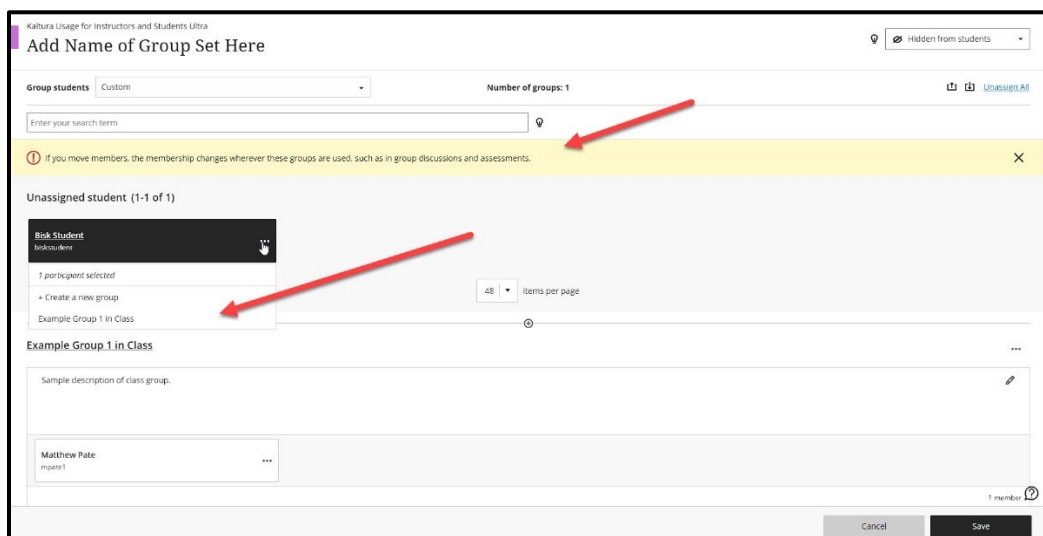 Kaltura Usage for Instructors and Students Ultra
Add Name of Group Set Here
Hidden from students
Group students
Custom
Number of groups: 1
Unassign All
Enter your search term
If you move members, the membership changes wherever these groups are used, such as in group discussions and assessments.
Unassigned student (1-1 of 1)
Bisk Student
biskstudent
1 participant selected
+ Create a new group
Example Group 1 in Class
48
items per page
Example Group 1 in Class
Sample description of class group.
Matthew Pate
mpate1
1 member
Cancel
Save